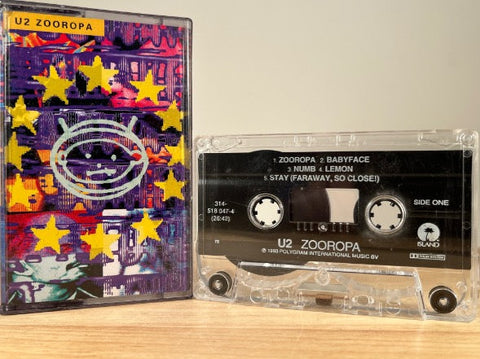 U2 ZOOROPA
1. ZOOROPA 2. BABYFACE
3. NUMB 4. LEMON
5. STAY (FARAWAY, SO CLOSE!)
314-
518 047-4
(26:40)
SIDE ONE
U2 ZOOROPA
℗ 1993 POLYGRAM INTERNATIONAL MUSIC BV
ISLAND